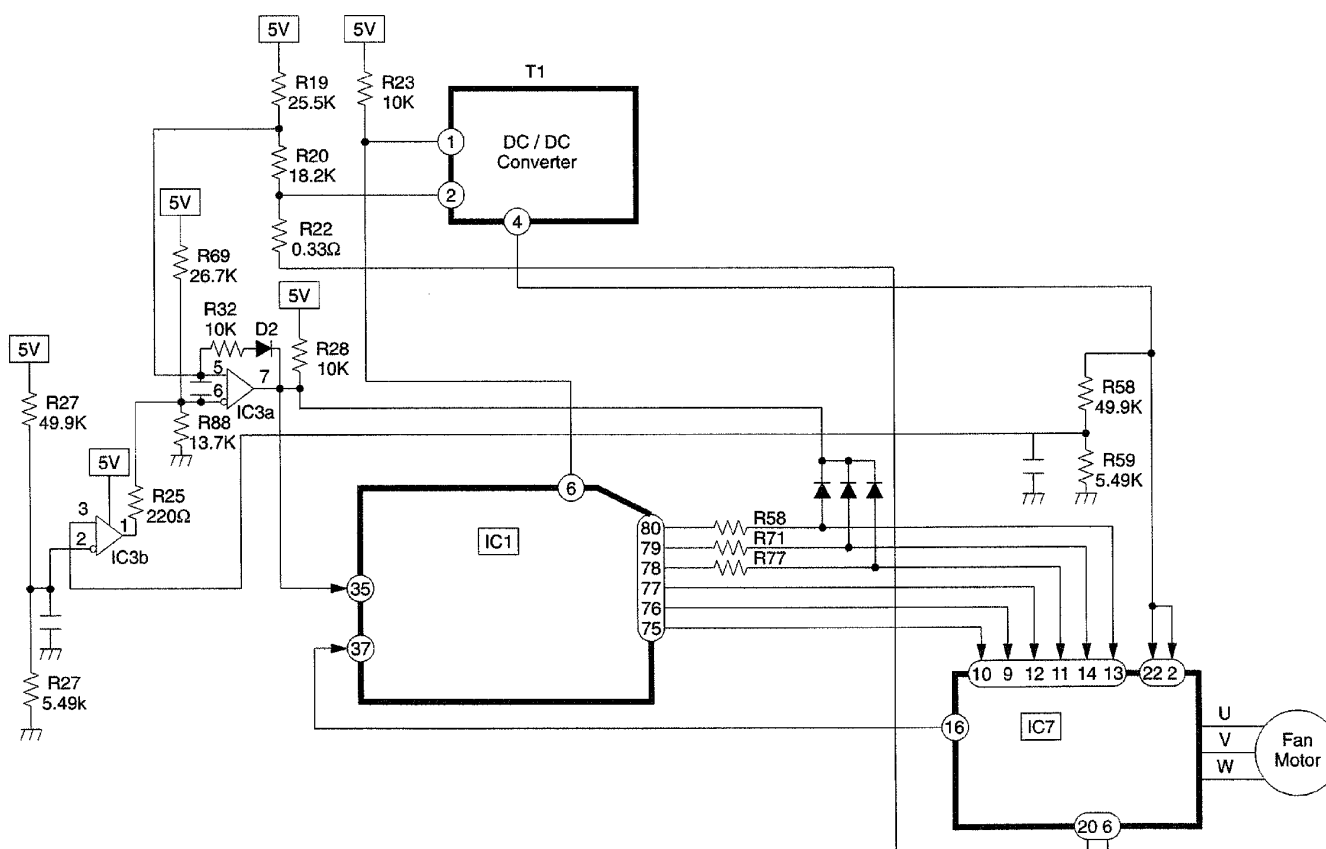 5V
5V
T1
R19
25.5K
R23
10K
1
DC / DC
Converter
R20
18.2K
2
5V
4
R22
0.33Ω
R69
26.7K
5V
R32
10K
D2
5V
R28
10K
5
7
6
IC3a
R27
49.9K
R88
13.7K
R58
49.9K
5V
R59
5.49K
R25
220Ω
3
1
2
IC3b
6
IC1
80
R58
79
R71
78
R77
77
76
75
35
37
R27
5.49k
10 9 12 11 14 13 22 2
16
IC7
U
V
W
Fan
Motor
20 6